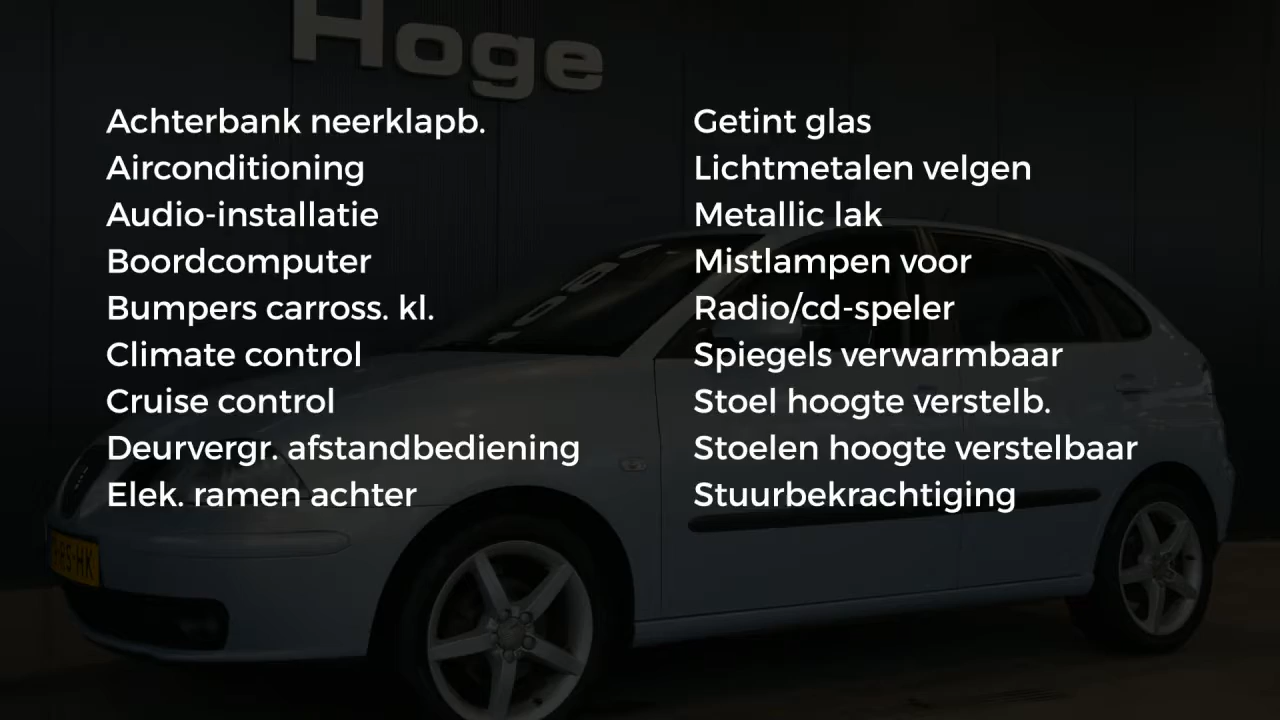 Hoge
Achterbank neerklapb.
Airconditioning
Audio-installatie
Boordcomputer
Bumpers carross. kl.
Climate control
Cruise control
Deurvergr. afstandbediening
Elek. ramen achter
Getint glas
Lichtmetalen velgen
Metallic lak
Mistlampen voor
Radio/cd-speler
Spiegels verwarmbaar
Stoel hoogte verstelb.
Stoelen hoogte verstelbaar
Stuurbekrachtiging